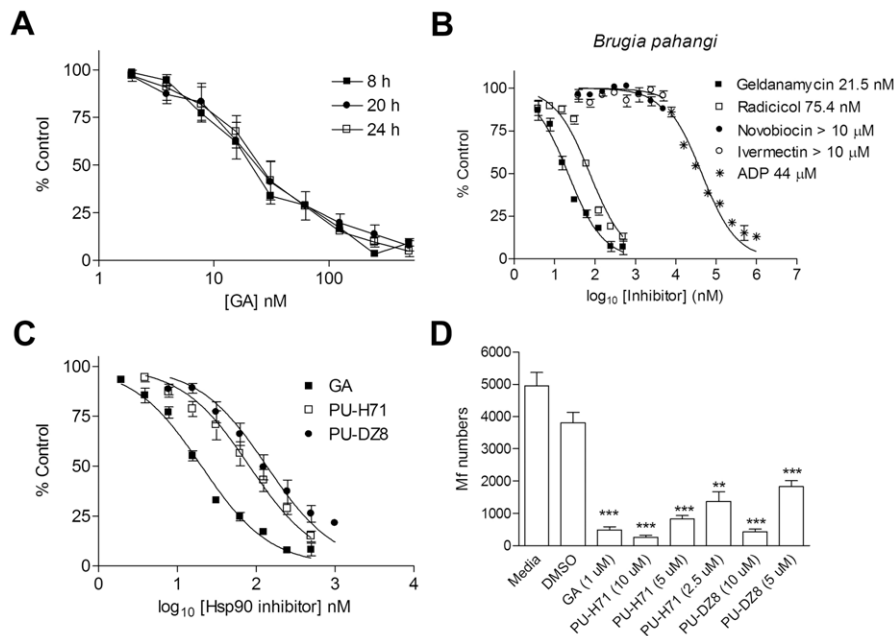 A
100
75
50
25
0
% Control
8 h
20 h
24 h
1
10
100
[GA] nM
B
Brugia pahangi
100
75
50
25
0
% Control
Geldanamycin 21.5 nM
Radicicol 75.4 nM
Novobiocin > 10 μM
Ivermectin > 10 μM
ADP 44 μM
0 1 2 3 4 5 6 7
log10 [Inhibitor] (nM)
C
100
75
50
25
0
% Control
GA
PU-H71
PU-DZ8
0 1 2 3 4
log10 [Hsp90 inhibitor] nM
D
6000
5000
4000
3000
2000
1000
0
Mf numbers
*** *** *** ** *** ***
Media
DMSO
GA (1 uM)
PU-H71 (10 uM)
PU-H71 (5 uM)
PU-H71 (2.5 uM)
PU-DZ8 (10 uM)
PU-DZ8 (5 uM)